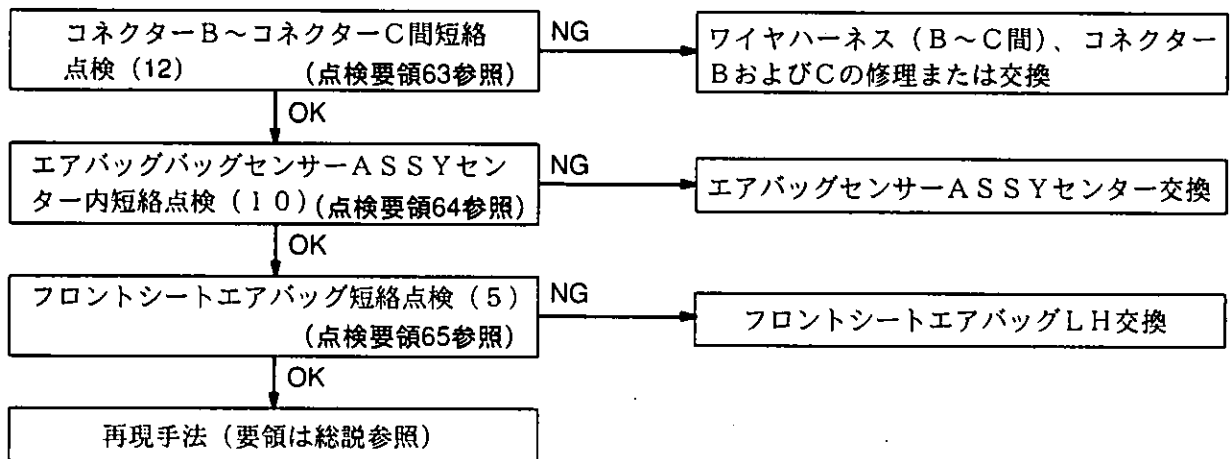 コネクターB～コネクターC間短絡
点検（12） （点検要領63参照）
NG
ワイヤハーネス（B～C間）、コネクター
BおよびCの修理または交換
OK
エアバッグバッグセンサーASSYセン
ター内短絡点検（10）（点検要領64参照）
NG
エアバッグセンサーASSYセンター交換
OK
フロントシートエアバッグ短絡点検（5）
（点検要領65参照）
NG
フロントシートエアバッグLH交換
OK
再現手法（要領は総説参照）